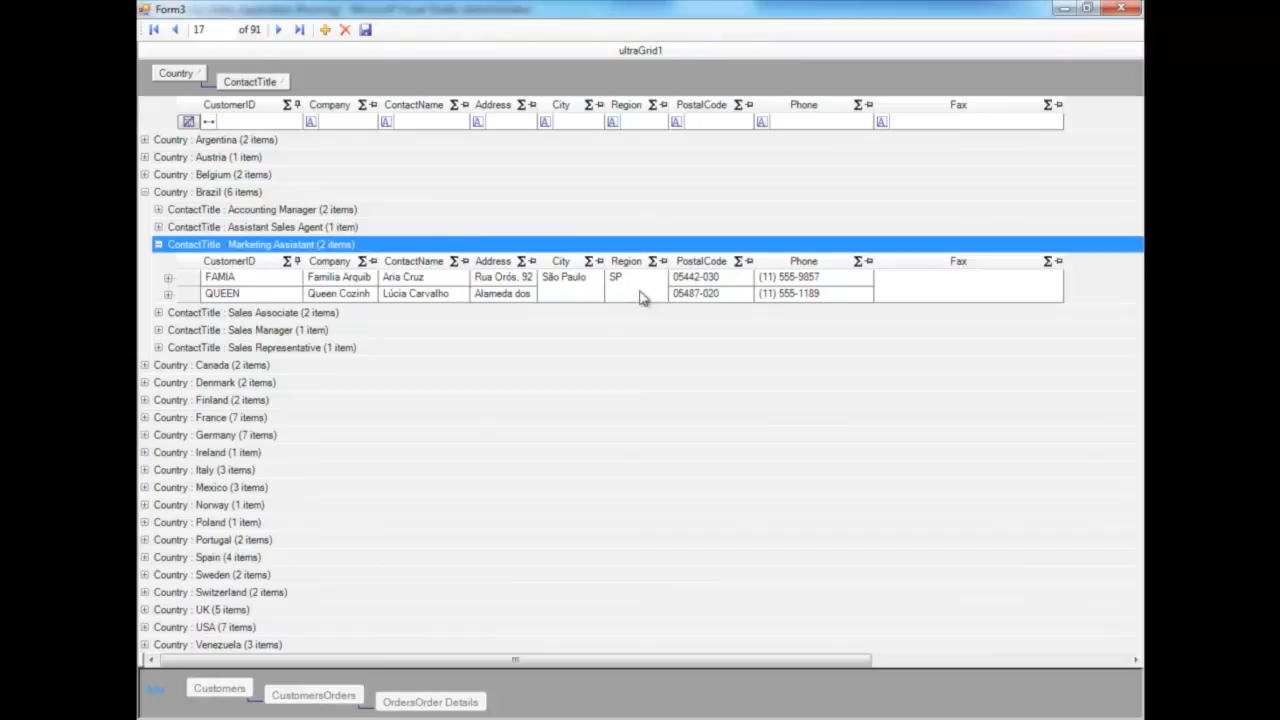 Form3
17 of 91
ultraGrid1
Country
ContactTitle
CustomerID Σ Company Σ ContactName Σ Address Σ City Σ Region Σ PostalCode Σ Phone Σ Fax Σ
A A A A A A A A
Country : Argentina (2 items)
Country : Austria (1 item)
Country : Belgium (2 items)
Country : Brazil (6 items)
ContactTitle : Accounting Manager (2 items)
ContactTitle : Assistant Sales Agent (1 item)
ContactTitle : Marketing Assistant (2 items)
CustomerID Σ Company Σ ContactName Σ Address Σ City Σ Region Σ PostalCode Σ Phone Σ Fax Σ
FAMIA Familia Arquib Aria Cruz Rua Orós, 92 São Paulo SP 05442-030 (11) 555-9857
QUEEN Queen Cozinh Lúcia Carvalho Alameda dos 05487-020 (11) 555-1189
ContactTitle : Sales Associate (2 items)
ContactTitle : Sales Manager (1 item)
ContactTitle : Sales Representative (1 item)
Country : Canada (2 items)
Country : Denmark (2 items)
Country : Finland (2 items)
Country : France (7 items)
Country : Germany (7 items)
Country : Ireland (1 item)
Country : Italy (3 items)
Country : Mexico (3 items)
Country : Norway (1 item)
Country : Poland (1 item)
Country : Portugal (2 items)
Country : Spain (4 items)
Country : Sweden (2 items)
Country : Switzerland (2 items)
Country : UK (5 items)
Country : USA (7 items)
Country : Venezuela (3 items)
Customers
CustomersOrders
OrdersOrder Details